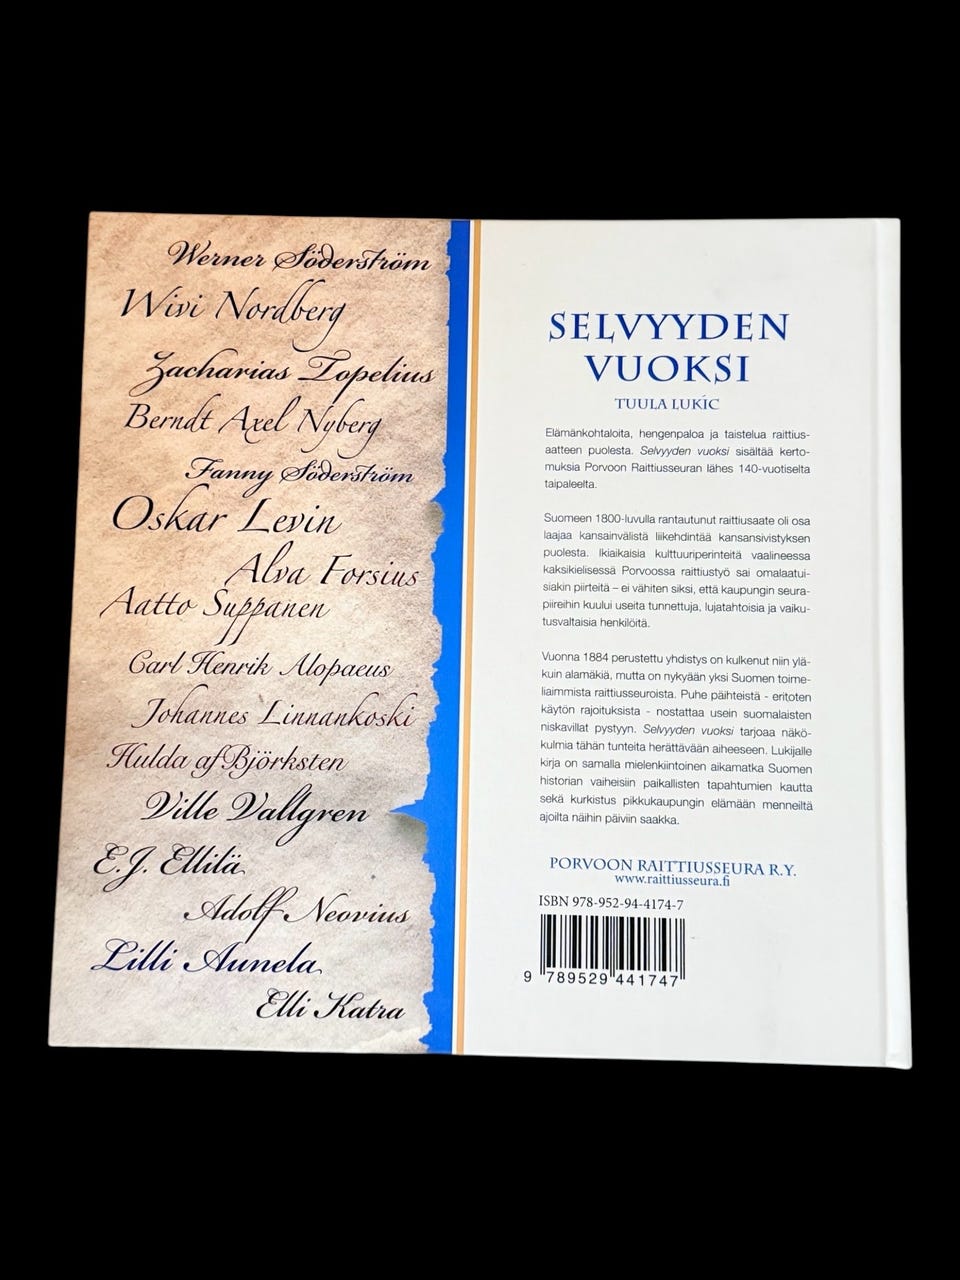 Werner Söderström
Wivi Nordberg
Zacharias Topelius
Berndt Axel Nyberg
Fanny Söderström
Oskar Levin
Alva Forsius
Aatto Suppanen
Carl Henrik Alopaeus
Johannes Linnankoski
Hulda af Björksten
Ville Vallgren
E.J. Ellilä
Adolf Neovius
Lilli Aunela
Elli Katra
SELVYYDEN
VUOKSI
TUULA LUKÍC
Elämänkohtaloita, hengenpaloa ja taistelua raittius-
aatteen puolesta. Selvyyden vuoksi sisältää kerto-
muksia Porvoon Raittiusseuran lähes 140-vuotiselta
taipaleelta.
Suomeen 1800-luvulla rantautunut raittiusaate oli osa
laajaa kansainvälistä liikehdintää kansansivistyksen
puolesta. Ikiaikaisia kulttuuriperinteitä vaalineessa
kaksikielisessä Porvoossa raittiustyö sai omalaatui-
siakin piirteitä – ei vähiten siksi, että kaupungin seura-
piireihin kuului useita tunnettuja, lujatahtoisia ja vaiku-
tusvaltaisia henkilöitä.
Vuonna 1884 perustettu yhdistys on kulkenut niin ylä-
kuin alamäkiä, mutta on nykyään yksi Suomen toime-
liaimmista raittiusseuroista. Puhe päihteistä - eritoten
käytön rajoituksista - nostattaa usein suomalaisten
niskavillat pystyyn. Selvyyden vuoksi tarjoaa näkö-
kulmia tähän tunteita herättävään aiheeseen. Lukijalle
kirja on samalla mielenkiintoinen aikamatka Suomen
historian vaiheisiin paikallisten tapahtumien kautta
sekä kurkistus pikkukaupungin elämään menneiltä
ajoilta näihin päiviin saakka.
PORVOON RAITTIUSSEURA R.Y.
www.raittiusseura.fi
ISBN 978-952-94-4174-7
9 789529 441747